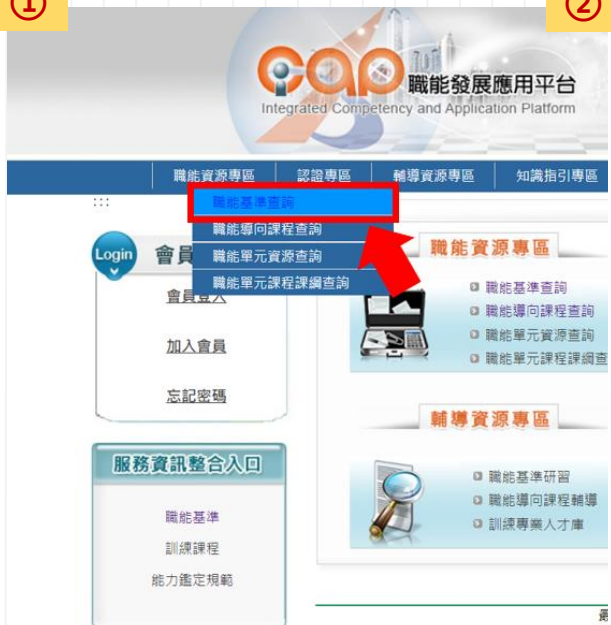 ①
②
cap 職能發展應用平台
Integrated Competency and Application Platform
職能資源專區 認證專區 輔導資源專區 知識指引專區
:::
職能基準查詢
職能導向課程查詢
職能單元資源查詢
職能單元課程課綱查詢
Login
會員登入
加入會員
忘記密碼
服務資訊整合入口
職能基準
訓練課程
能力鑑定規範
職能資源專區
職能基準查詢
職能導向課程查詢
職能單元資源查詢
職能單元課程課綱查
輔導資源專區
職能基準研習
職能導向課程輔導
訓練專業人才庫